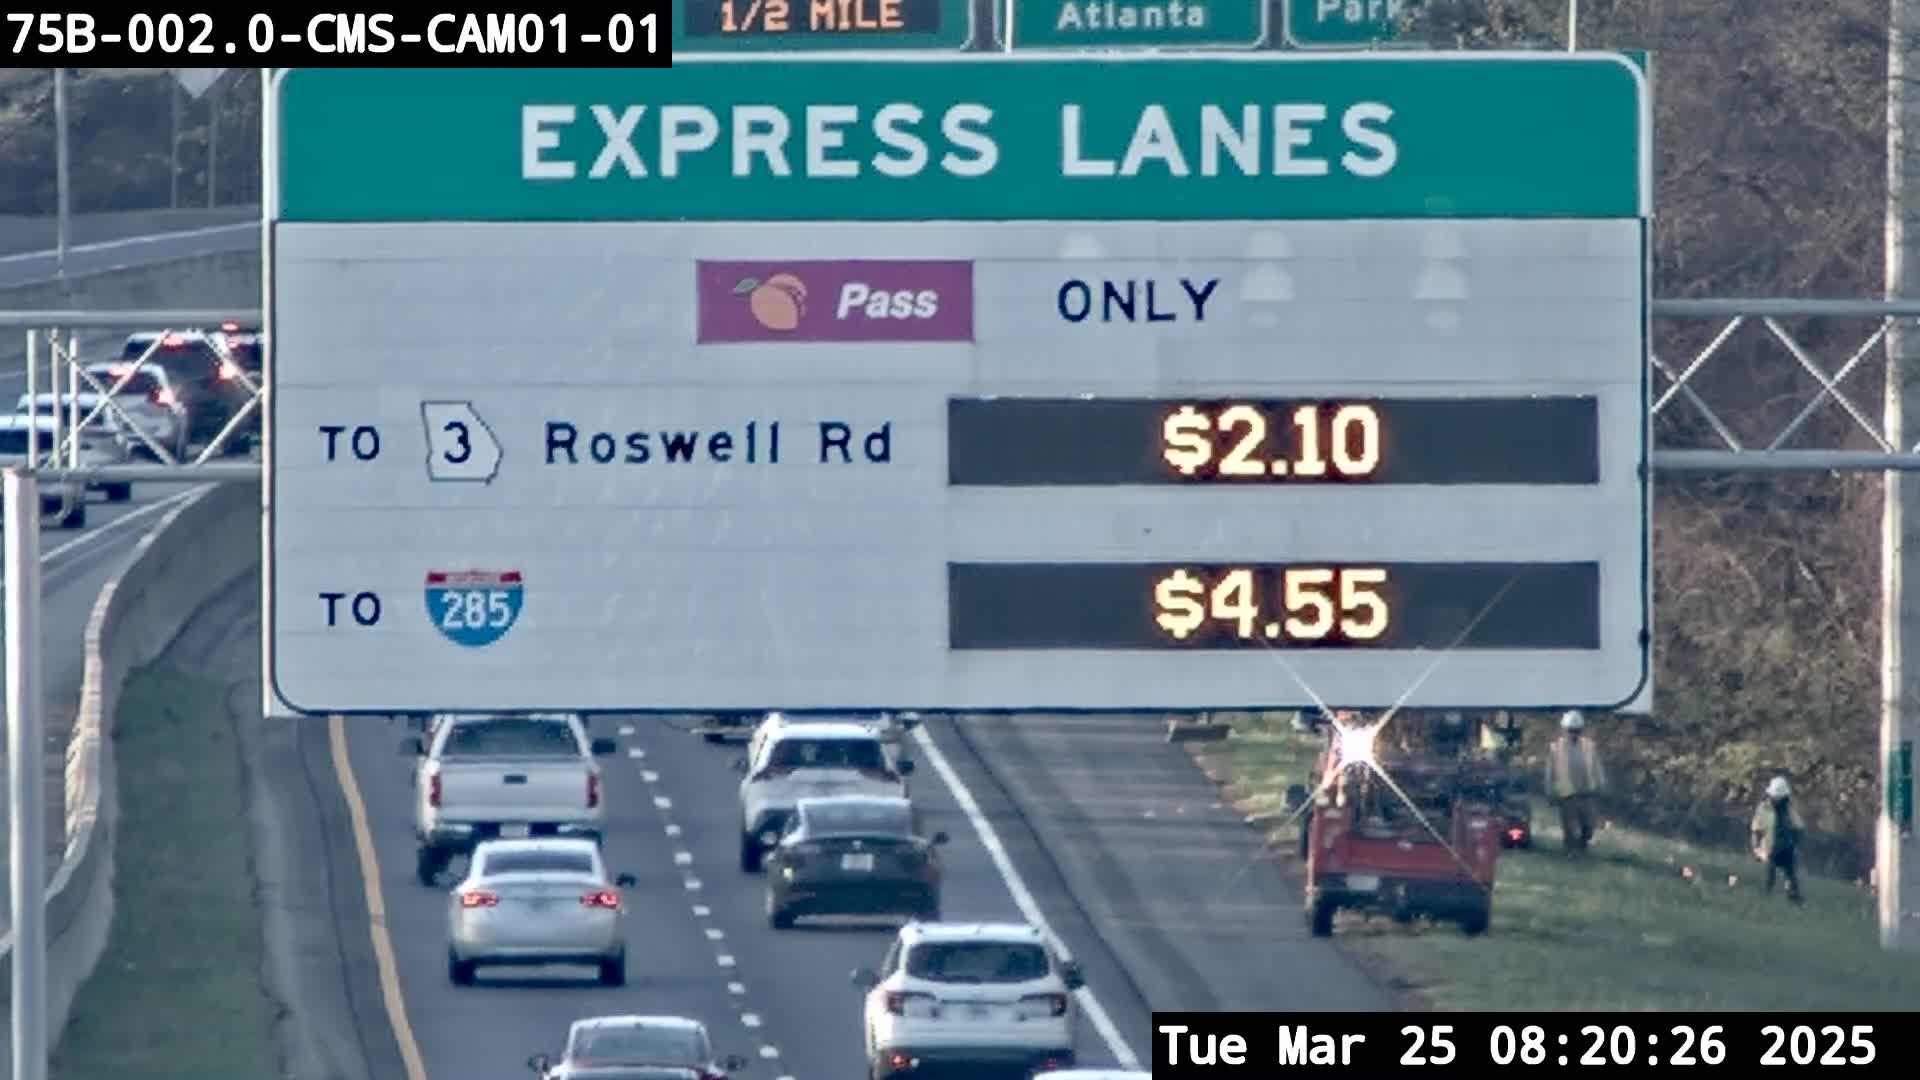 75B-002.0-CMS-CAM01-01
1/2 MILE
Atlanta
Park
EXPRESS LANES
Pass ONLY
TO 3 Roswell Rd $2.10
TO 285 $4.55
Tue Mar 25 08:20:26 2025